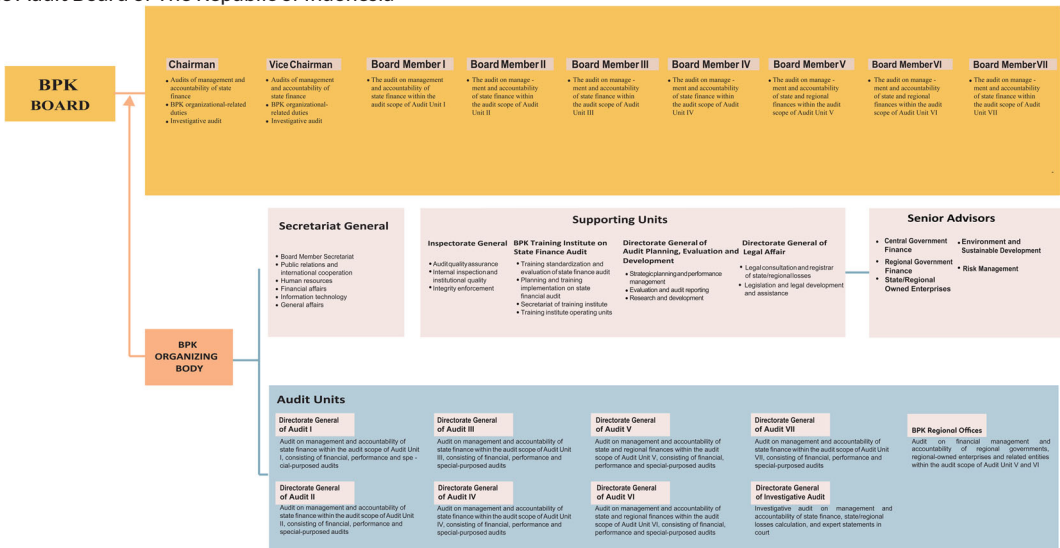 Audit Board of The Republic of Indonesia
BPK
BOARD
Chairman
• Audits of management and
accountability of state
finance
• BPK organizational-related
duties
• Investigative audit
Vice Chairman
• Audits of management
and accountability of
state finance
• BPK organizational-
related duties
• Investigative audit
Board Member I
• The audit on management
and accountability of
state finance within the
audit scope of Audit Unit I
Board Member II
• The audit on manage -
ment and accountability
of state finance within
the audit scope of Audit
Unit II
Board Member III
• The audit on manage -
ment and accountability
of state finance within
the audit scope of Audit
Unit III
Board Member IV
• The audit on manage -
ment and accountability
of state finance within
the audit scope of Audit
Unit IV
Board Member V
• The audit on manage -
ment and accountability
of state and regional
finances within the audit
scope of Audit Unit V
Board Member VI
• The audit on manage -
ment and accountability
of state and regional
finances within the audit
scope of Audit Unit VI
Board Member VII
• The audit on manage -
ment and accountability
of state finance within
the audit scope of Audit
Unit VII
BPK
ORGANIZING
BODY
Secretariat General
• Board Member Secretariat
• Public relations and
international cooperation
• Human resources
• Financial affairs
• Information technology
• General affairs
Supporting Units
Inspectorate General
• Audit quality assurance
• Internal inspection and
institutional quality
• Integrity enforcement
BPK Training Institute on
State Finance Audit
• Training standardization and
evaluation of state finance audit
• Planning and training
implementation on state
financial audit
• Secretariat of training institute
• Training institute operating units
Directorate General of
Audit Planning, Evaluation and
Development
• Strategic planning and performance
management
• Evaluation and audit reporting
• Research and development
Directorate General of
Legal Affair
• Legal consultation and registrar
of state/regional losses
• Legislation and legal development
and assistance
Senior Advisors
• Central Government
Finance
• Regional Government
Finance
• State/Regional
Owned Enterprises
• Environment and
Sustainable Development
• Risk Management
Audit Units
Directorate General
of Audit I
Audit on management and accountability of
state finance within the audit scope of Audit Unit
I, consisting of financial, performance and spe -
cial-purposed audits
Directorate General
of Audit III
Audit on management and accountability of
state finance within the audit scope of Audit Unit
III, consisting of financial, performance and
special-purposed audits
Directorate General
of Audit V
Audit on management and accountability of
state and regional finances within the audit
scope of Audit Unit V, consisting of financial,
performance and special-purposed audits
Directorate General
of Audit VII
Audit on management and accountability of
state finance within the audit scope of Audit Unit
VII, consisting of financial, performance and
special-purposed audits
BPK Regional Offices
Audit on financial management and
accountability of regional governments,
regional-owned enterprises and related entities
within the audit scope of Audit Unit V and VI
Directorate General
of Audit II
Audit on management and accountability of
state finance within the audit scope of Audit Unit
II, consisting of financial, performance and
special-purposed audits
Directorate General
of Audit IV
Audit on management and accountability of
state finance within the audit scope of Audit Unit
IV, consisting of financial, performance and
special-purposed audits
Directorate General
of Audit VI
Audit on management and accountability of
state and regional finances within the audit
scope of Audit Unit VI, consisting of financial,
performance and special-purposed audits
Directorate General
of Investigative Audit
Investigative audit on management and
accountability of state finance, state/regional
losses calculation, and expert statements in
court